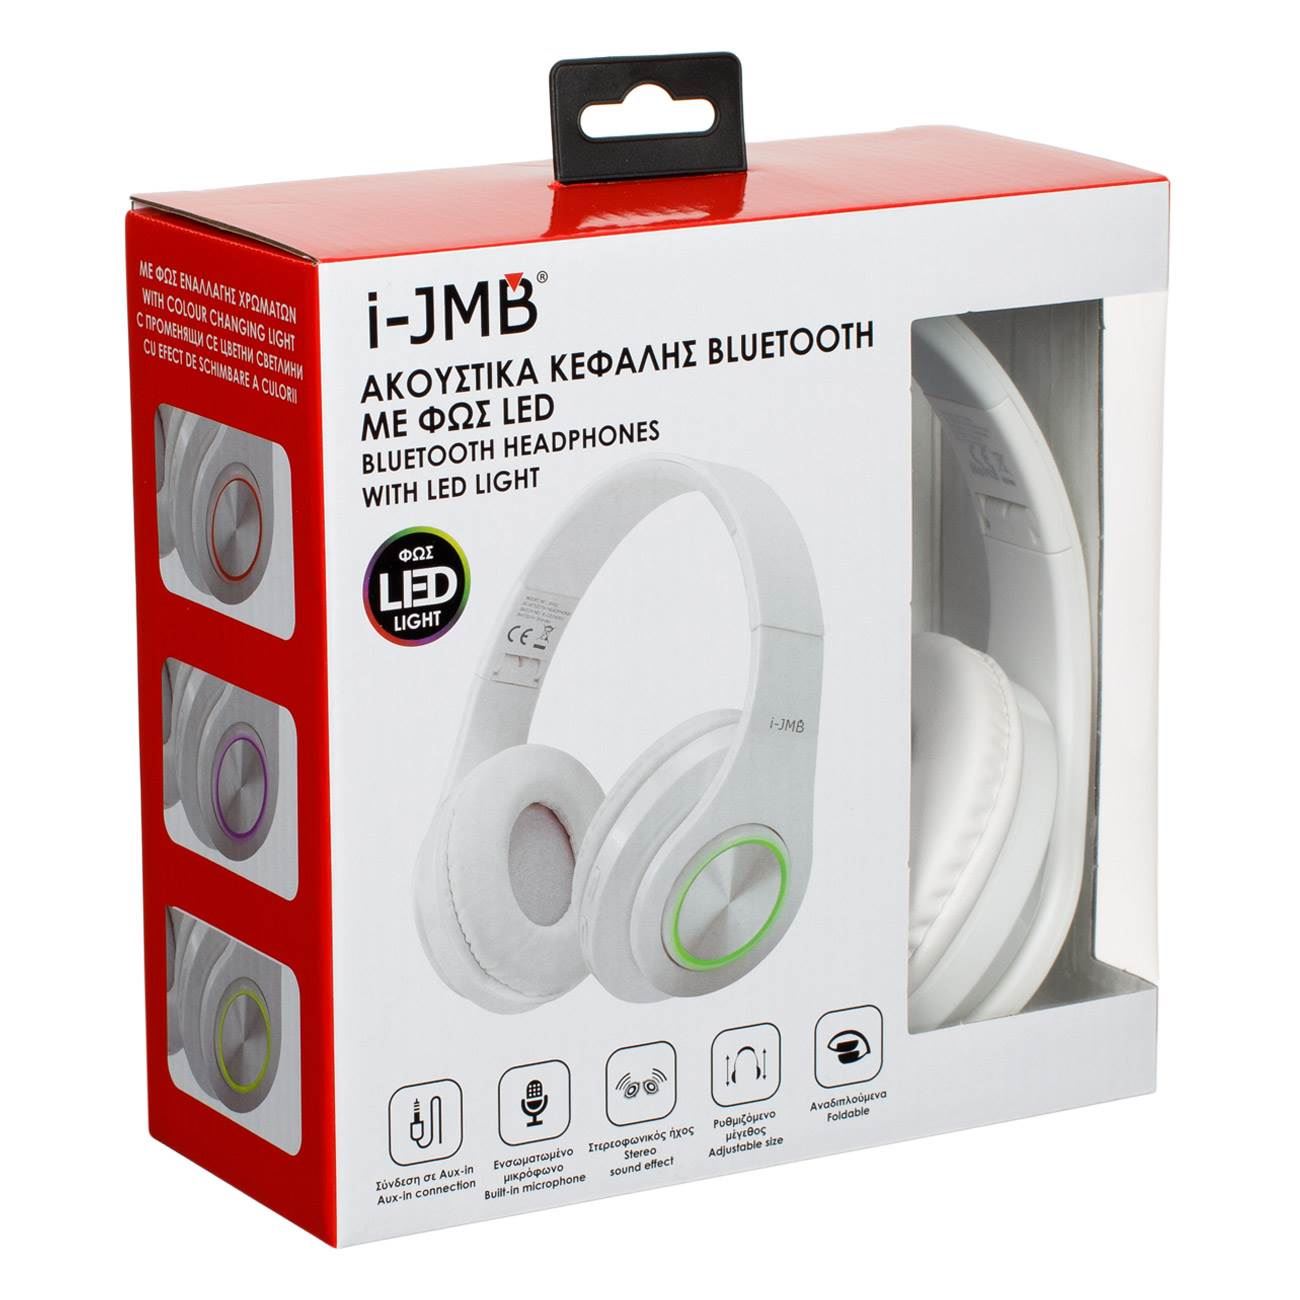 ΜΕ ΦΩΣ ΕΝΑΛΛΑΓΗΣ ΧΡΩΜΑΤΩΝ
WITH COLOUR CHANGING LIGHT
С ПРОМЕНЯЩИ СЕ ЦВЕТНИ СВЕТЛИНИ
CU EFECT DE SCHIMBARE A CULORII
i-JMB®
ΑΚΟΥΣΤΙΚΑ ΚΕΦΑΛΗΣ BLUETOOTH
ΜΕ ΦΩΣ LED
BLUETOOTH HEADPHONES
WITH LED LIGHT
ΦΩΣ
LED
LIGHT
CE
i-JMB
CE
Σύνδεση σε Aux-in
Aux-in connection
Ενσωματωμένο
μικρόφωνο
Built-in microphone
Στερεοφωνικός ήχος
Stereo
sound effect
Ρυθμιζόμενο
μέγεθος
Adjustable size
Αναδιπλούμενα
Foldable